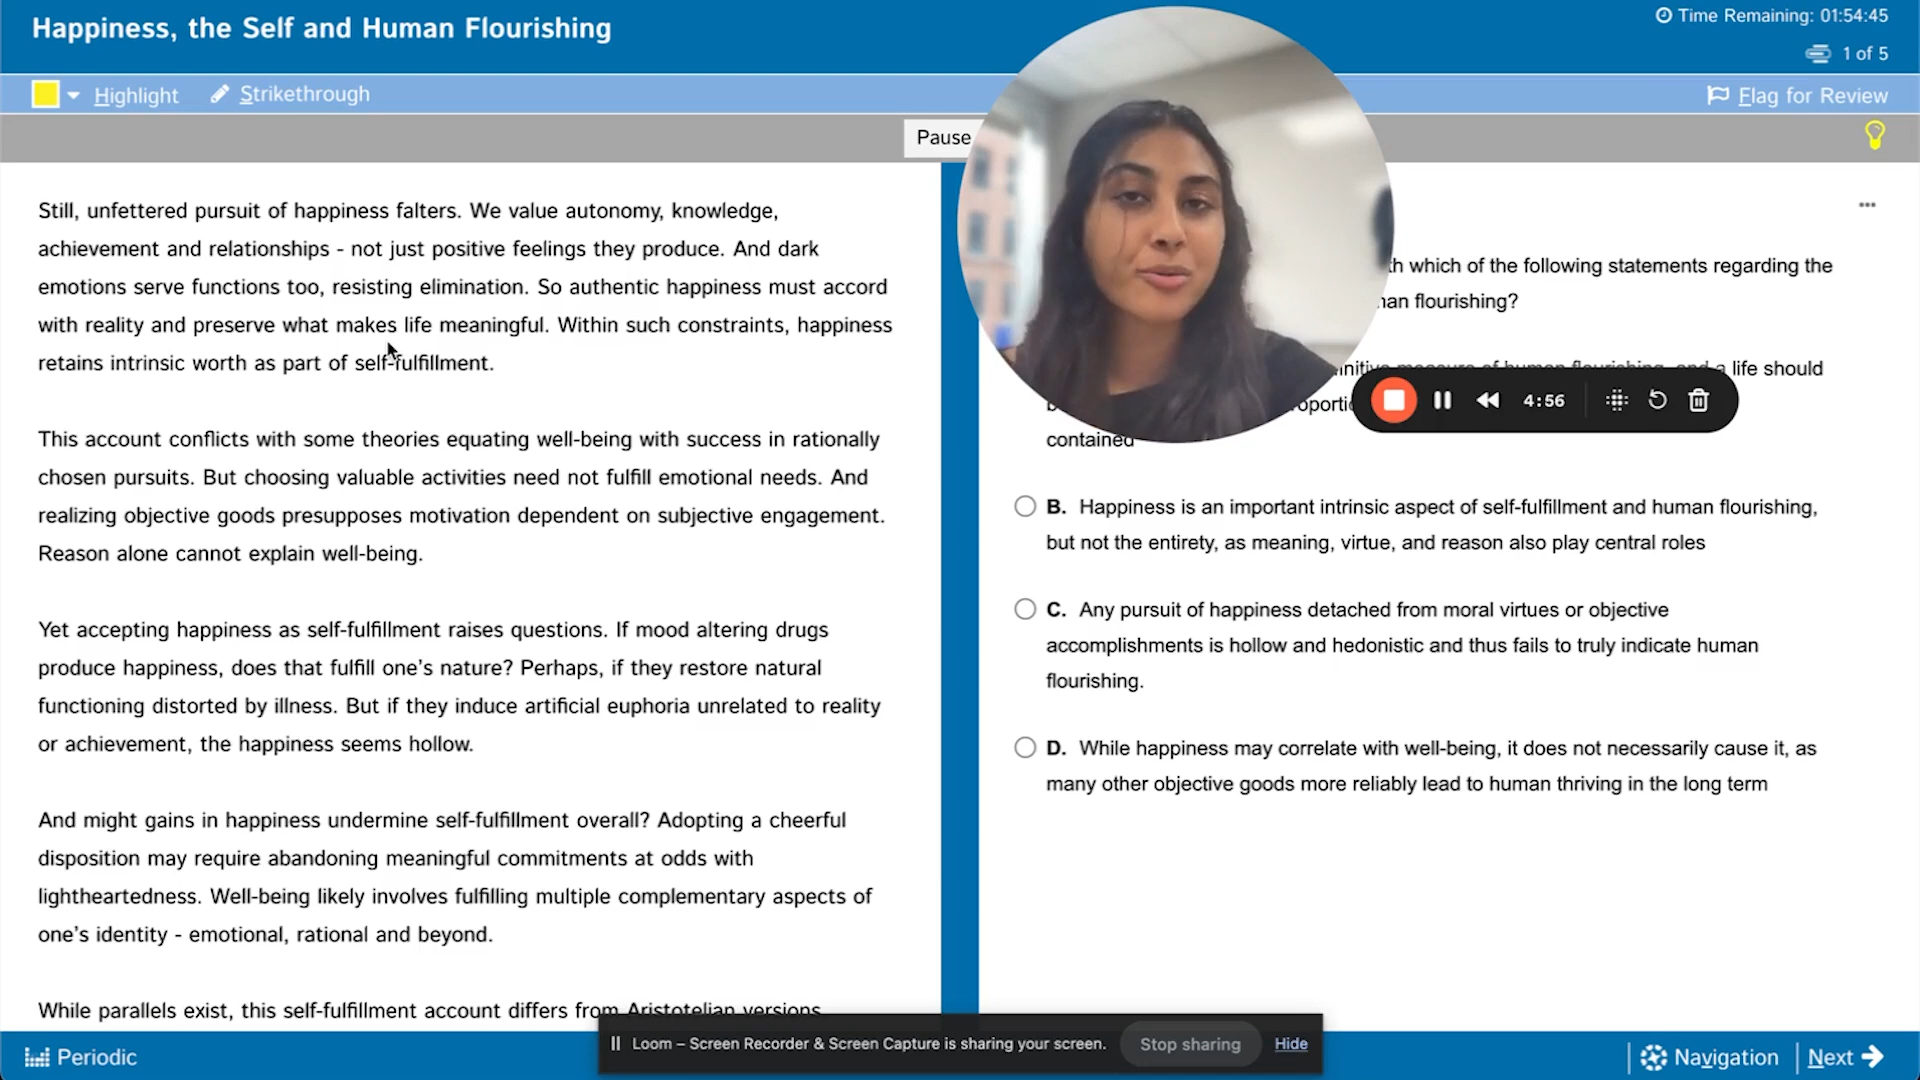 Happiness, the Self and Human Flourishing
Time Remaining: 01:54:45
1 of 5
Highlight
Strikethrough
Flag for Review
Pause
Still, unfettered pursuit of happiness falters. We value autonomy, knowledge,
achievement and relationships - not just positive feelings they produce. And dark
emotions serve functions too, resisting elimination. So authentic happiness must accord
with reality and preserve what makes life meaningful. Within such constraints, happiness
retains intrinsic worth as part of self-fulfillment.
This account conflicts with some theories equating well-being with success in rationally
chosen pursuits. But choosing valuable activities need not fulfill emotional needs. And
realizing objective goods presupposes motivation dependent on subjective engagement.
Reason alone cannot explain well-being.
Yet accepting happiness as self-fulfillment raises questions. If mood altering drugs
produce happiness, does that fulfill one's nature? Perhaps, if they restore natural
functioning distorted by illness. But if they induce artificial euphoria unrelated to reality
or achievement, the happiness seems hollow.
And might gains in happiness undermine self-fulfillment overall? Adopting a cheerful
disposition may require abandoning meaningful commitments at odds with
lightheartedness. Well-being likely involves fulfilling multiple complementary aspects of
one's identity - emotional, rational and beyond.
While parallels exist, this self-fulfillment account differs from Aristotelian versions
which of the following statements regarding the
flourishing?
measure of human flourishing, and a life should
contained
4:56
B. Happiness is an important intrinsic aspect of self-fulfillment and human flourishing,
but not the entirety, as meaning, virtue, and reason also play central roles
C. Any pursuit of happiness detached from moral virtues or objective
accomplishments is hollow and hedonistic and thus fails to truly indicate human
flourishing.
D. While happiness may correlate with well-being, it does not necessarily cause it, as
many other objective goods more reliably lead to human thriving in the long term
Loom – Screen Recorder & Screen Capture is sharing your screen.
Stop sharing
Hide
Periodic
Navigation
Next